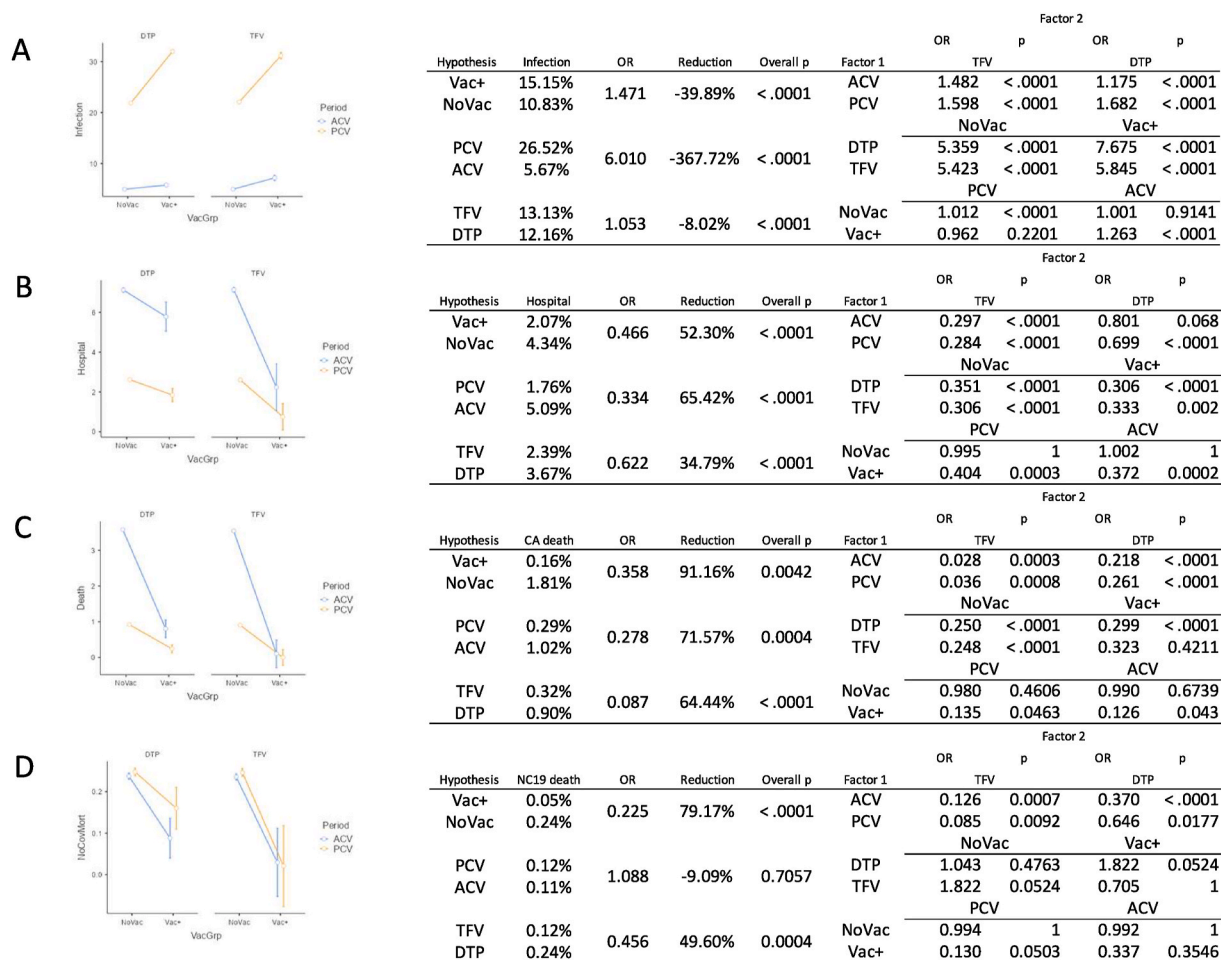 A
DTP TFV
30
20
10
Infection
NoVac Vac+ NoVac Vac+
VacGrp
Period
ACV
PCV
Factor 2
OR p OR p
Hypothesis Infection OR Reduction Overall p Factor 1 TFV DTP
Vac+ 15.15% 1.471 -39.89% <.0001 ACV 1.482 <.0001 1.175 <.0001
NoVac 10.83% PCV 1.598 <.0001 1.682 <.0001
NoVac Vac+
PCV 26.52% 6.010 -367.72% <.0001 DTP 5.359 <.0001 7.675 <.0001
ACV 5.67% TFV 5.423 <.0001 5.845 <.0001
PCV ACV
TFV 13.13% 1.053 -8.02% <.0001 NoVac 1.012 <.0001 1.001 0.9141
DTP 12.16% Vac+ 0.962 0.2201 1.263 <.0001
B
DTP TFV
6
4
2
0
Hospital
NoVac Vac+ NoVac Vac+
VacGrp
Period
ACV
PCV
Factor 2
OR p OR p
Hypothesis Hospital OR Reduction Overall p Factor 1 TFV DTP
Vac+ 2.07% 0.466 52.30% <.0001 ACV 0.297 <.0001 0.801 0.068
NoVac 4.34% PCV 0.284 <.0001 0.699 <.0001
NoVac Vac+
PCV 1.76% 0.334 65.42% <.0001 DTP 0.351 <.0001 0.306 <.0001
ACV 5.09% TFV 0.306 <.0001 0.333 0.002
PCV ACV
TFV 2.39% 0.622 34.79% <.0001 NoVac 0.995 1 1.002 1
DTP 3.67% Vac+ 0.404 0.0003 0.372 0.0002
C
DTP TFV
3
2
1
0
Death
NoVac Vac+ NoVac Vac+
VacGrp
Period
ACV
PCV
Factor 2
OR p OR p
Hypothesis CA death OR Reduction Overall p Factor 1 TFV DTP
Vac+ 0.16% 0.358 91.16% 0.0042 ACV 0.028 0.0003 0.218 <.0001
NoVac 1.81% PCV 0.036 0.0008 0.261 <.0001
NoVac Vac+
PCV 0.29% 0.278 71.57% 0.0004 DTP 0.250 <.0001 0.299 <.0001
ACV 1.02% TFV 0.248 <.0001 0.323 0.4211
PCV ACV
TFV 0.32% 0.087 64.44% <.0001 NoVac 0.980 0.4606 0.990 0.6739
DTP 0.90% Vac+ 0.135 0.0463 0.126 0.043
D
DTP TFV
0.2
0.1
0.0
NoCovMort
NoVac Vac+ NoVac Vac+
VacGrp
Period
ACV
PCV
Factor 2
OR p OR p
Hypothesis NC19 death OR Reduction Overall p Factor 1 TFV DTP
Vac+ 0.05% 0.225 79.17% <.0001 ACV 0.126 0.0007 0.370 <.0001
NoVac 0.24% PCV 0.085 0.0092 0.646 0.0177
NoVac Vac+
PCV 0.12% 1.088 -9.09% 0.7057 DTP 1.043 0.4763 1.822 0.0524
ACV 0.11% TFV 1.822 0.0524 0.705 1
PCV ACV
TFV 0.12% 0.456 49.60% 0.0004 NoVac 0.994 1 0.992 1
DTP 0.24% Vac+ 0.130 0.0503 0.337 0.3546